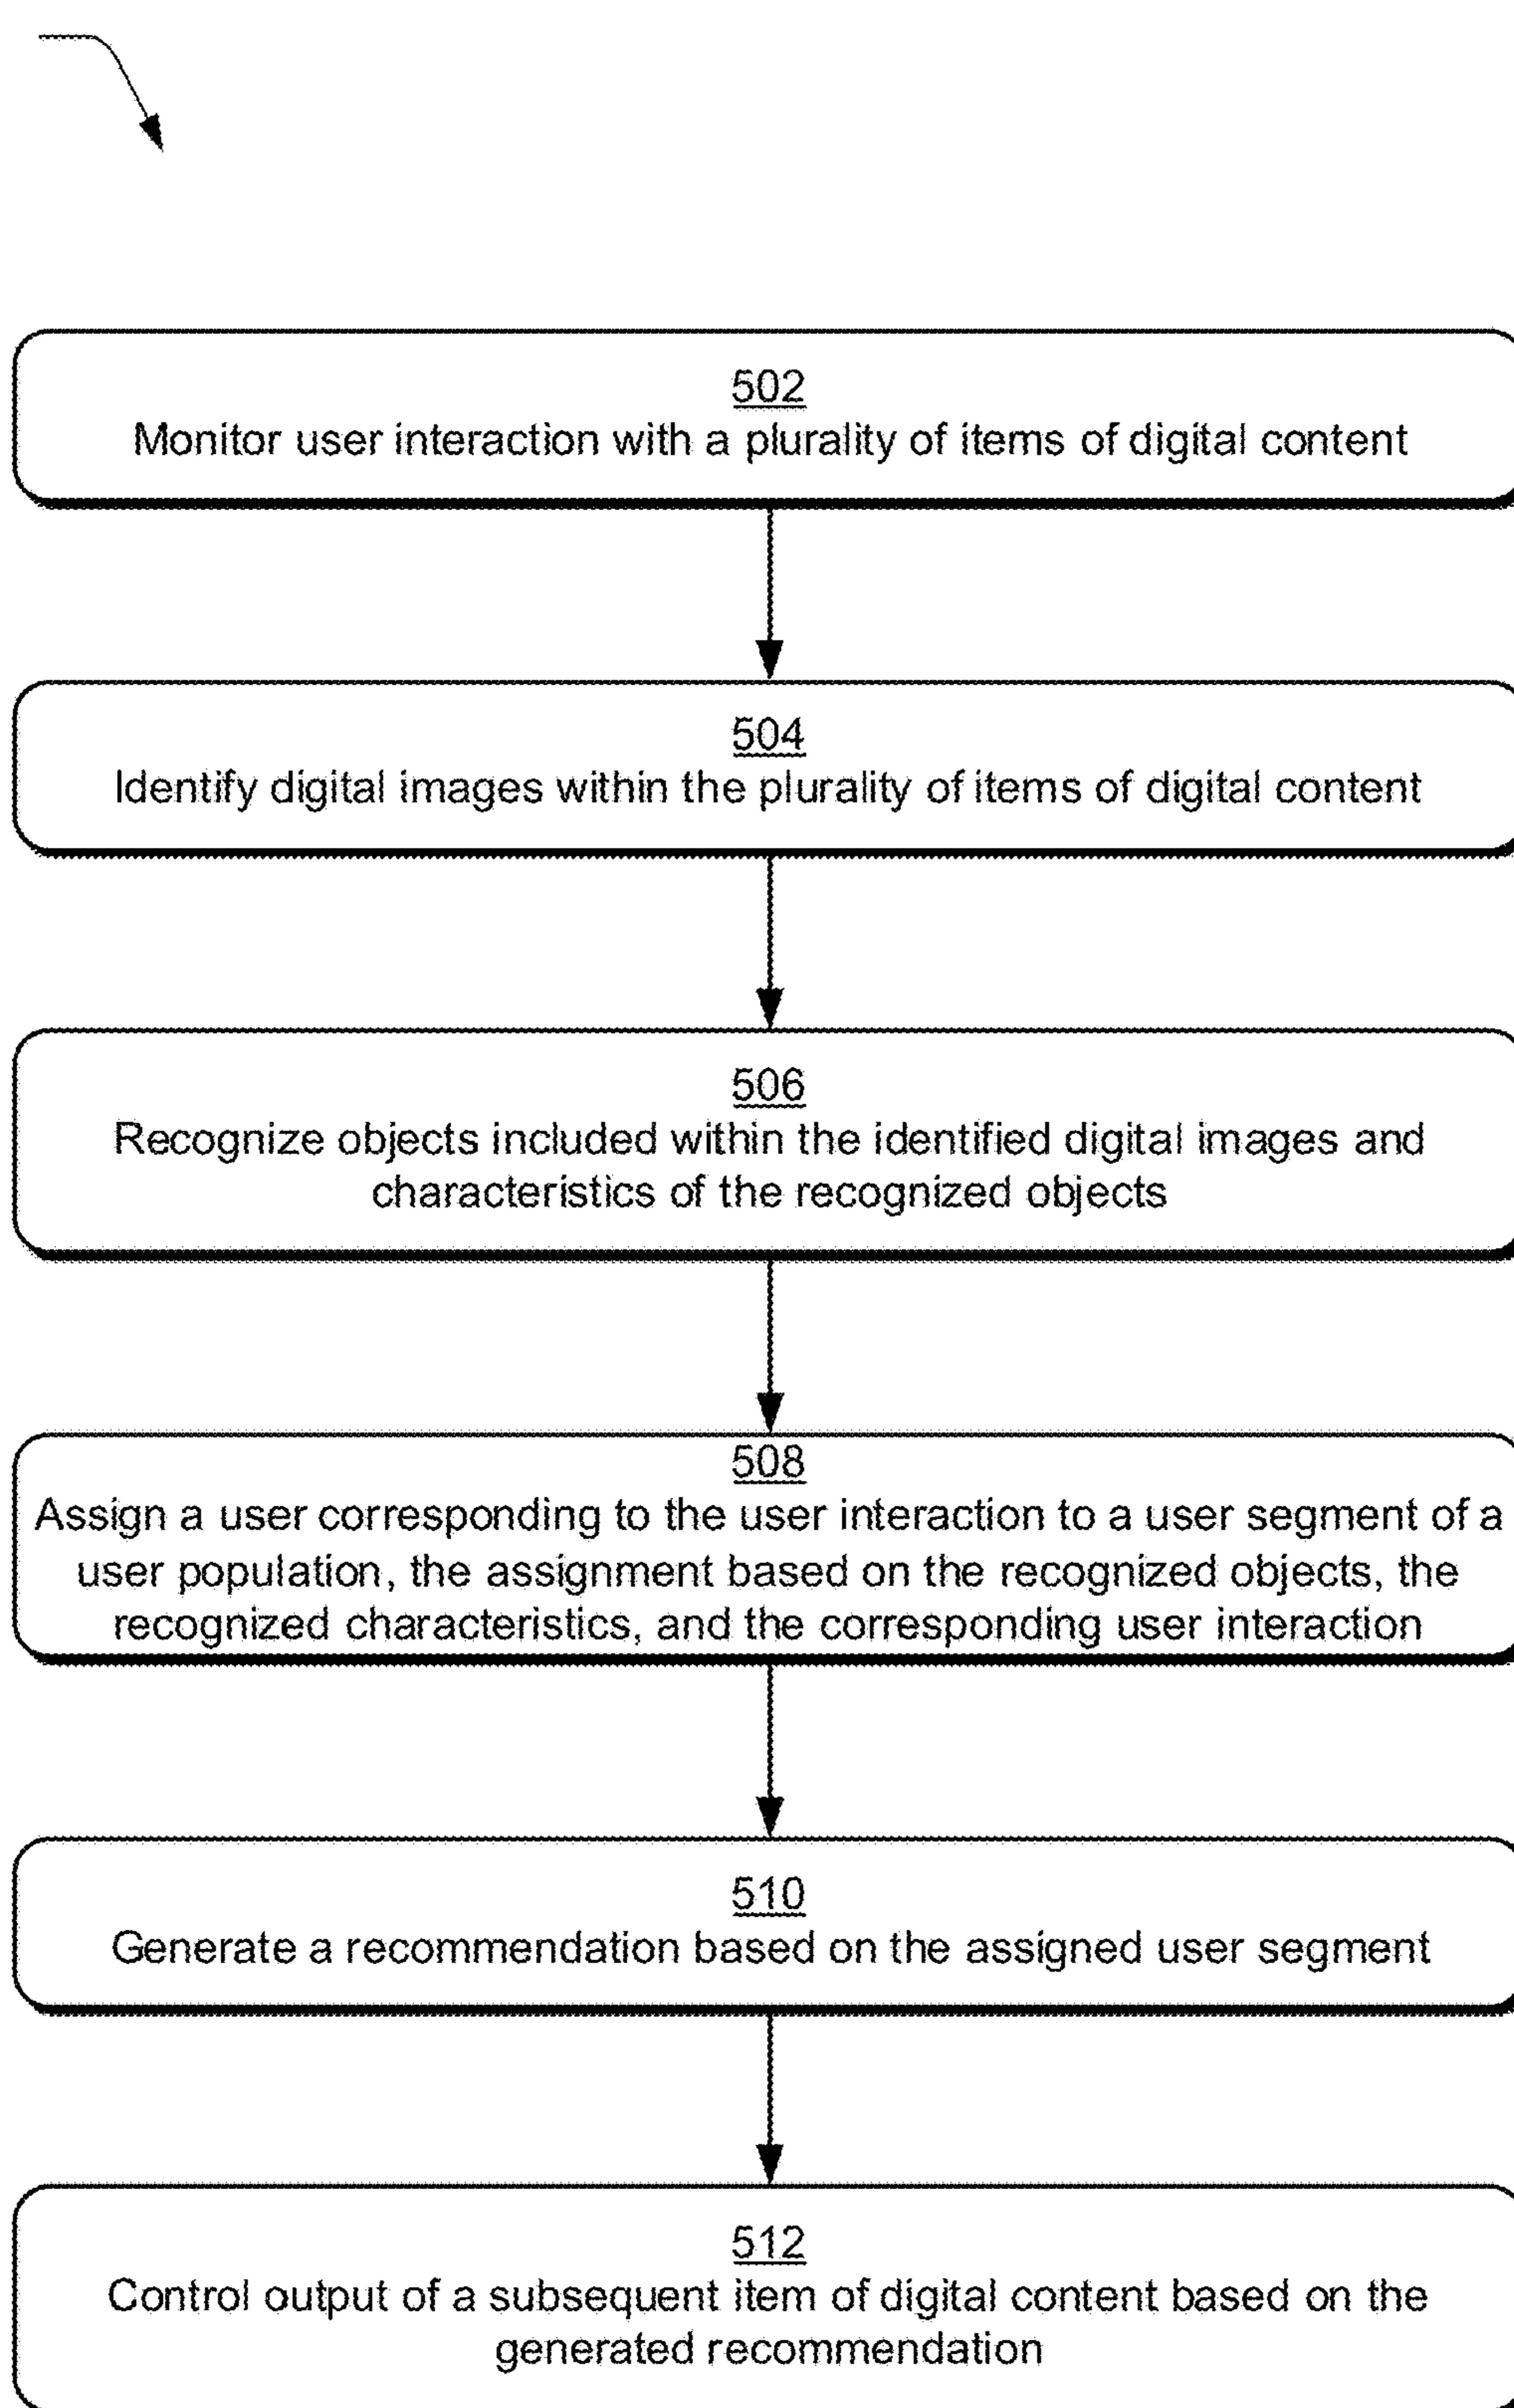 502
Monitor user interaction with a plurality of items of digital content
504
Identify digital images within the plurality of items of digital content
506
Recognize objects included within the identified digital images and
characteristics of the recognized objects
508
Assign a user corresponding to the user interaction to a user segment of a
user population, the assignment based on the recognized objects, the
recognized characteristics, and the corresponding user interaction
510
Generate a recommendation based on the assigned user segment
512
Control output of a subsequent item of digital content based on the
generated recommendation